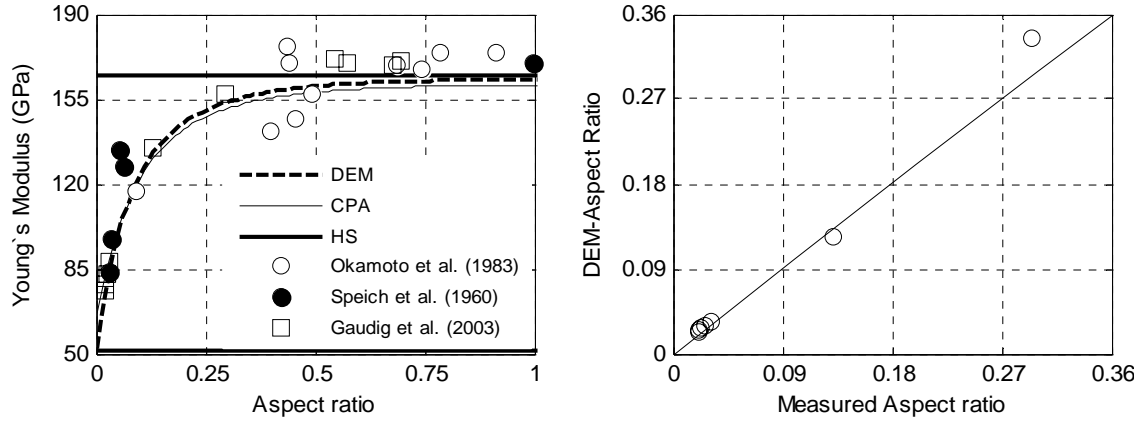 190
155
120
85
50
Young`s Modulus (GPa)
DEM
CPA
HS
Okamoto et al. (1983)
Speich et al. (1960)
Gaudig et al. (2003)
0 0.25 0.5 0.75 1
Aspect ratio
0.36
0.27
0.18
0.09
0
DEM-Aspect Ratio
0 0.09 0.18 0.27 0.36
Measured Aspect ratio